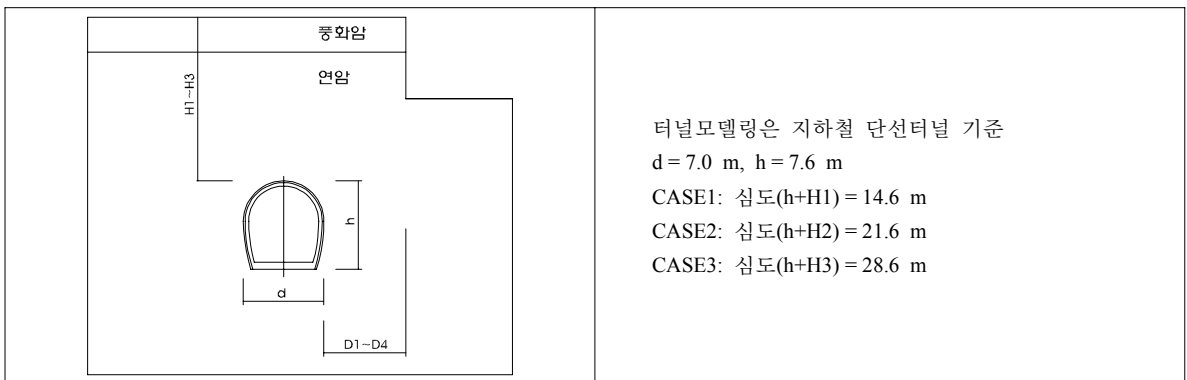 풍화암
연암
H1~H3
h
d
D1~D4
터널모델링은 지하철 단선터널 기준
d = 7.0 m, h = 7.6 m
CASE1: 심도(h+H1) = 14.6 m
CASE2: 심도(h+H2) = 21.6 m
CASE3: 심도(h+H3) = 28.6 m